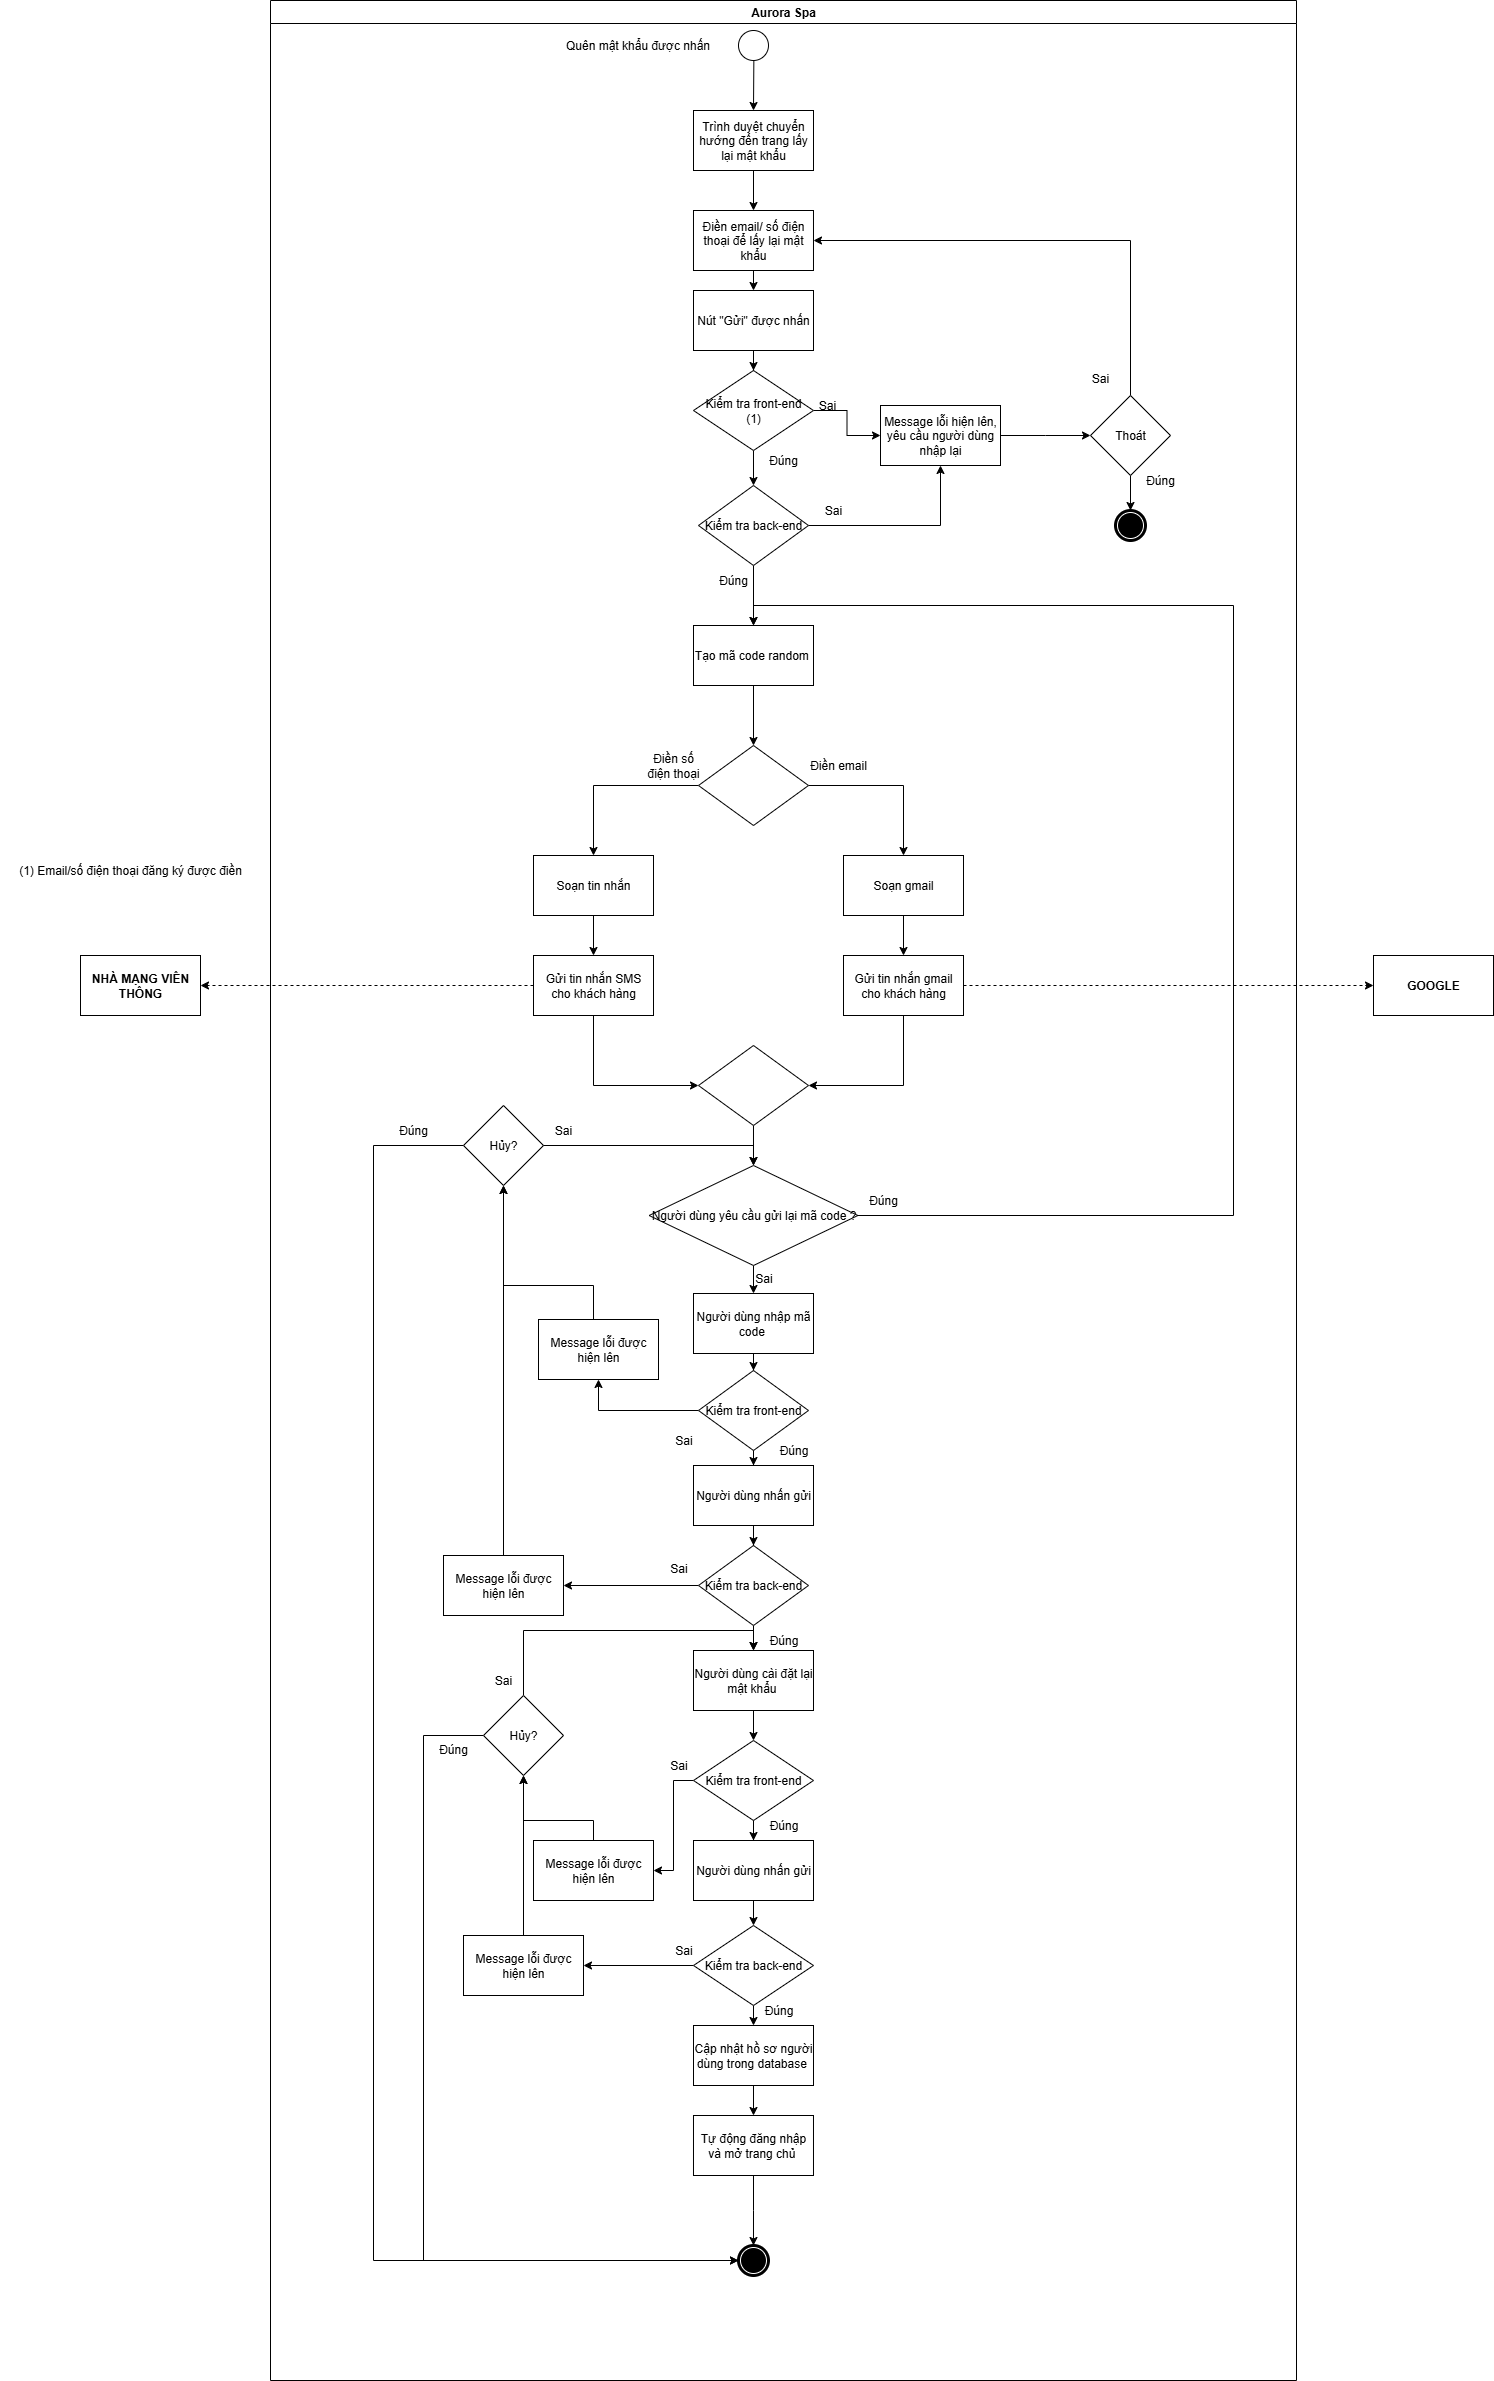 Aurora Spa
Quên mật khẩu được nhấn
Trình duyệt chuyển
hướng đến trang lấy
lại mật khẩu
Điền email/ số điện
thoại để lấy lại mật
khẩu
Nút "Gửi" được nhấn
Sai
Kiểm tra front-end
(1)
Sai
Message lỗi hiện lên,
yêu cầu người dùng
nhập lại
Thoát
Đúng
Đúng
Kiểm tra back-end
Sai
Đúng
Tạo mã code random
Điền số
điện thoại
Điền email
(1) Email/số điện thoại đăng ký được điền
Soạn tin nhắn
Soạn gmail
NHÀ MẠNG VIỄN
THÔNG
Gửi tin nhắn SMS
cho khách hàng
Gửi tin nhắn gmail
cho khách hàng
GOOGLE
Đúng
Hủy?
Sai
Người dùng yêu cầu gửi lại mã code ?
Đúng
Sai
Người dùng nhập mã
code
Message lỗi được
hiện lên
Kiểm tra front-end
Sai
Đúng
Người dùng nhấn gửi
Message lỗi được
hiện lên
Sai
Kiểm tra back-end
Đúng
Người dùng cài đặt lại
mật khẩu
Sai
Hủy?
Đúng
Sai
Kiểm tra front-end
Đúng
Message lỗi được
hiện lên
Người dùng nhấn gửi
Message lỗi được
hiện lên
Sai
Kiểm tra back-end
Đúng
Cập nhật hồ sơ người
dùng trong database
Tự động đăng nhập
và mở trang chủ